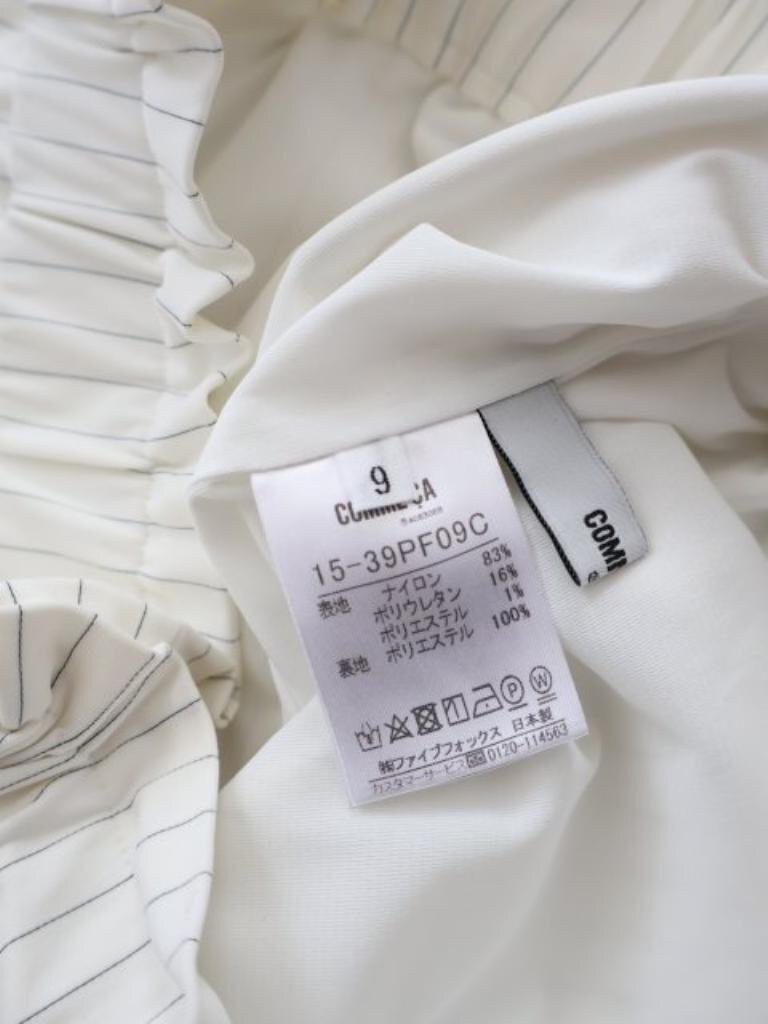 9
COMME ÇA
15-39PF09C
表地 ナイロン 83%
ポリウレタン 16%
ポリエステル 1%
裏地 ポリエステル 100%
P W
㈱ファイブフォックス 日本製
カスタマーサービス 0120-114563
COM